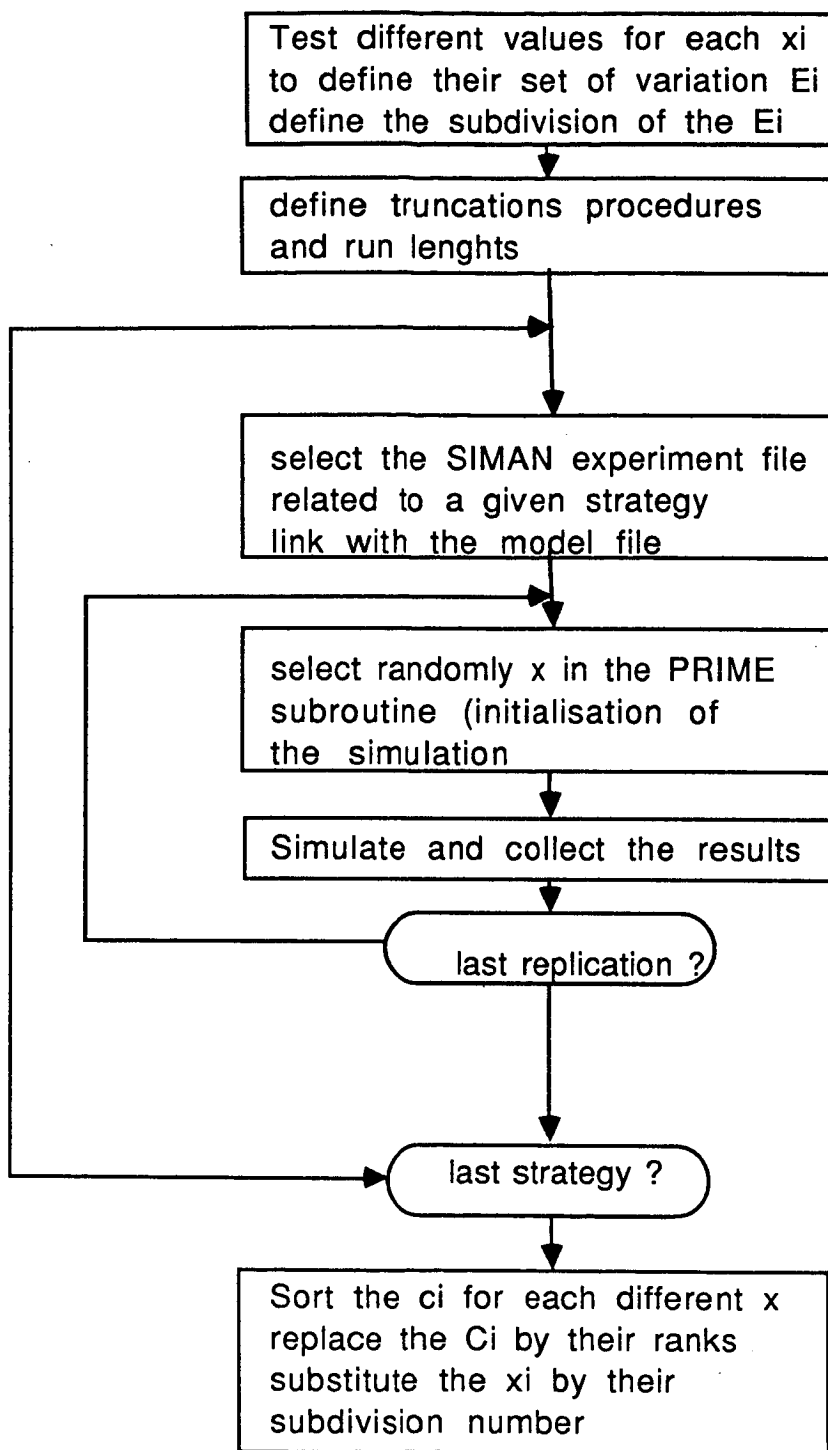 Test different values for each xi
to define their set of variation Ei
define the subdivision of the Ei
define truncations procedures
and run lenghts
select the SIMAN experiment file
related to a given strategy
link with the model file
select randomly x in the PRIME
subroutine (initialisation of
the simulation
Simulate and collect the results
last replication ?
last strategy ?
Sort the ci for each different x
replace the Ci by their ranks
substitute the xi by their
subdivision number